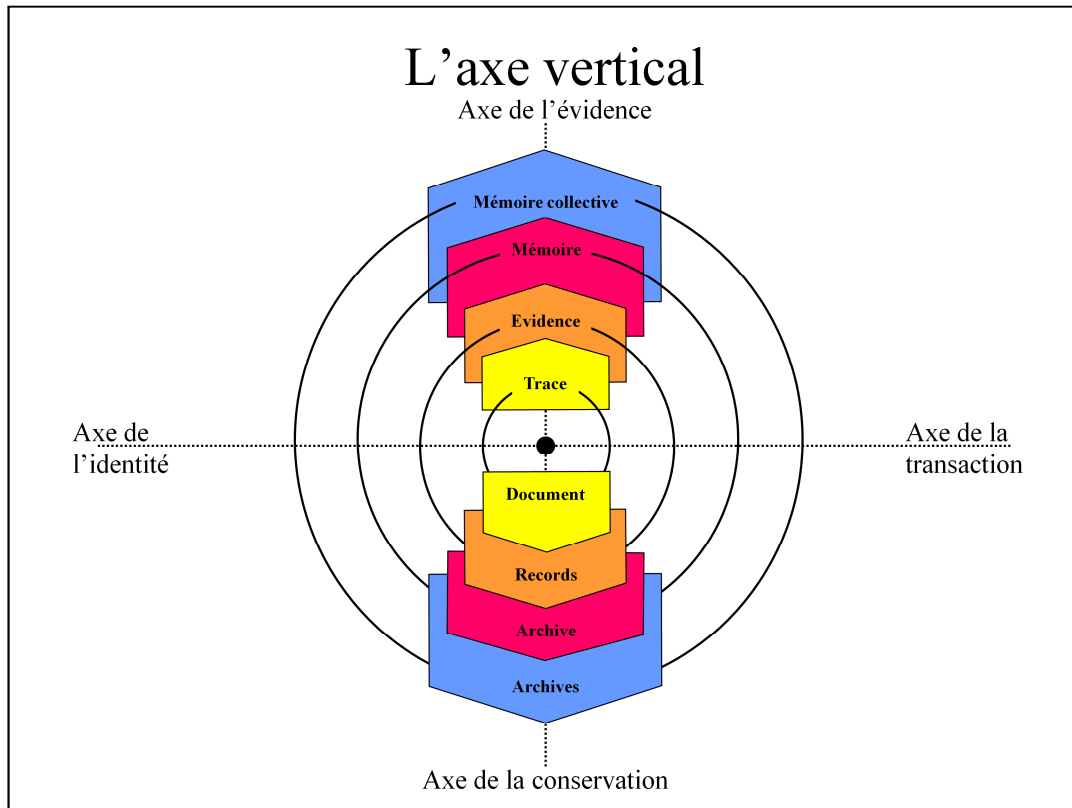 L’axe vertical
Axe de l’évidence
Mémoire collective
Mémoire
Evidence
Trace
Axe de
l’identité
Axe de la
transaction
Document
Records
Archive
Archives
Axe de la conservation